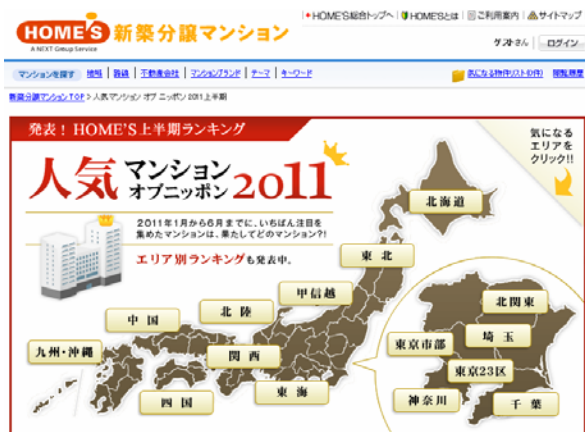 HOME'S 新築分譲マンション
A NEXT Group Service
HOME'S総合トップへ | HOME'Sとは | ご利用案内 | サイトマップ
ゲストさん ログイン
マンションを探す 地域 | 路線 | 不動産会社 | マンションブランド | テーマ | キーワード
気になる物件リスト(0件) 閲覧履歴
新築分譲マンションTOP > 人気マンション オブ ニッポン 2011上半期
発表!HOME'S上半期ランキング
気になる
エリアを
クリック!!
人気マンション
オブニッポン2011
2011年1月から6月までに、いちばん注目を
集めたマンションは、果たしてどのマンション?!
エリア別ランキングも発表中。
北海道
東北
甲信越
北陸
中国
九州・沖縄
関西
東海
四国
北関東
埼玉
東京市部
東京23区
神奈川
千葉